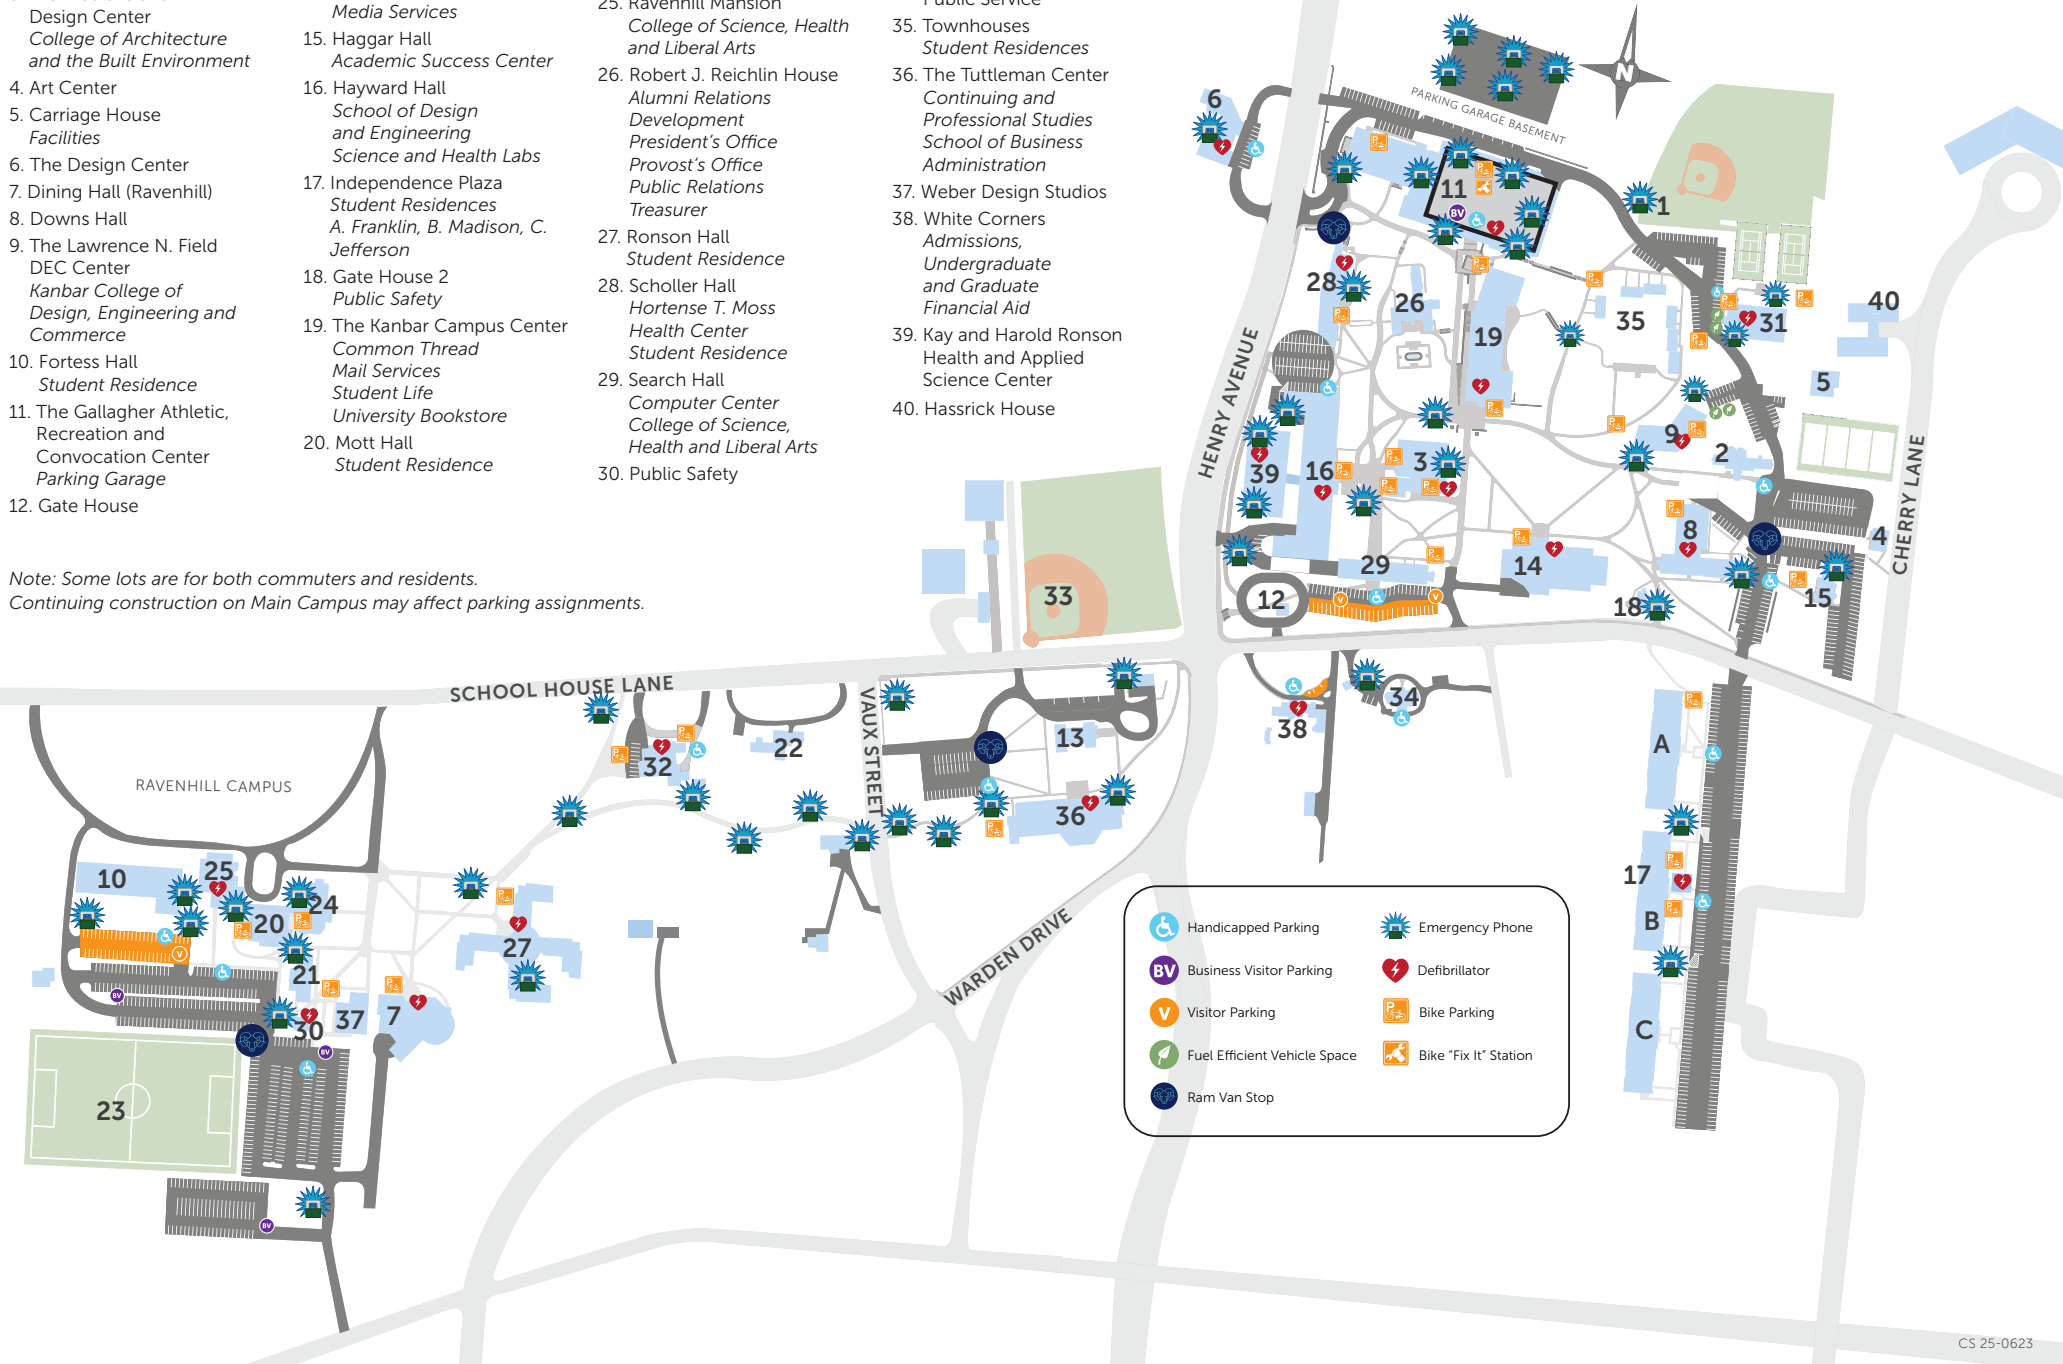 Design Center
College of Architecture
and the Built Environment
4. Art Center
5. Carriage House
Facilities
6. The Design Center
7. Dining Hall (Ravenhill)
8. Downs Hall
9. The Lawrence N. Field
DEC Center
Kanbar College of
Design, Engineering and
Commerce
10. Fortess Hall
Student Residence
11. The Gallagher Athletic,
Recreation and
Convocation Center
Parking Garage
12. Gate House
Media Services
15. Haggar Hall
Academic Success Center
16. Hayward Hall
School of Design
and Engineering
Science and Health Labs
17. Independence Plaza
Student Residences
A. Franklin, B. Madison, C.
Jefferson
18. Gate House 2
Public Safety
19. The Kanbar Campus Center
Common Thread
Mail Services
Student Life
University Bookstore
20. Mott Hall
Student Residence
25. Ravenhill Mansion
College of Science, Health
and Liberal Arts
26. Robert J. Reichlin House
Alumni Relations
Development
President's Office
Provost's Office
Public Relations
Treasurer
27. Ronson Hall
Student Residence
28. Scholler Hall
Hortense T. Moss
Health Center
Student Residence
29. Search Hall
Computer Center
College of Science,
Health and Liberal Arts
30. Public Safety
Public Service
35. Townhouses
Student Residences
36. The Tuttleman Center
Continuing and
Professional Studies
School of Business
Administration
37. Weber Design Studios
38. White Corners
Admissions,
Undergraduate
and Graduate
Financial Aid
39. Kay and Harold Ronson
Health and Applied
Science Center
40. Hassrick House
Note: Some lots are for both commuters and residents.
Continuing construction on Main Campus may affect parking assignments.
N
PARKING GARAGE BASEMENT
6
11
BV
1
28
26
19
35
31
40
5
HENRY AVENUE
9
2
39
16
3
CHERRY LANE
8
4
29
14
15
12
V
V
18
33
SCHOOL HOUSE LANE
VAUX STREET
22
32
13
36
38
34
A
17
B
C
RAVENHILL CAMPUS
10
25
24
20
V
21
BV
27
37
7
30
BV
23
BV
WARDEN DRIVE
Handicapped Parking
BV Business Visitor Parking
V Visitor Parking
Fuel Efficient Vehicle Space
Ram Van Stop
Emergency Phone
Defibrillator
P Bike Parking
Bike "Fix It" Station
CS 25-0623